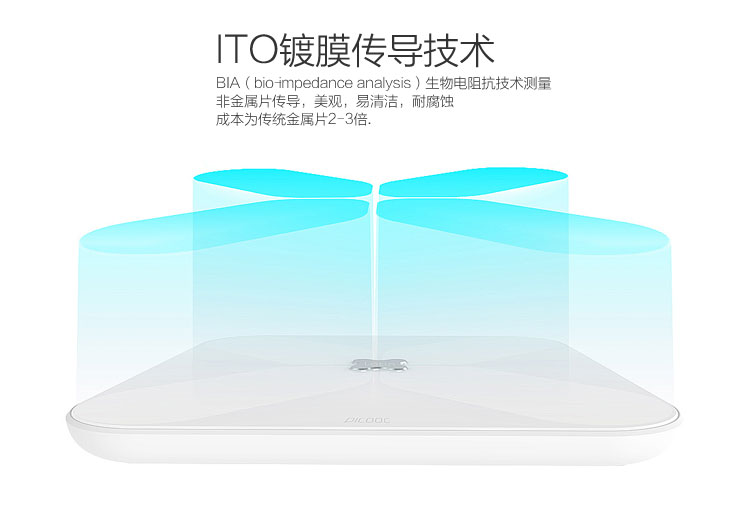 ITO镀膜传导技术
BIA（bio-impedance analysis）生物电阻抗技术测量
非金属片传导，美观，易清洁，耐腐蚀
成本为传统金属片2-3倍.
PICOOC